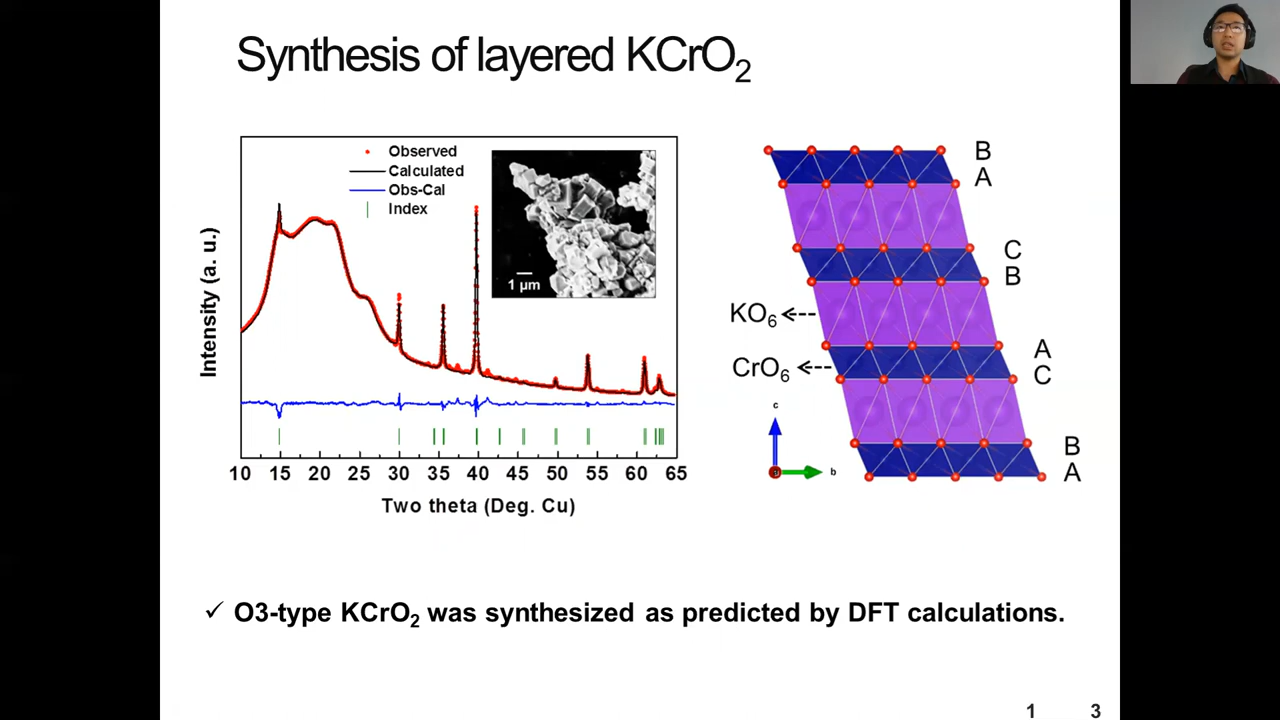 Synthesis of layered KCrO₂
Observed
Calculated
Obs-Cal
Index
1 μm
Intensity (a. u.)
10 15 20 25 30 35 40 45 50 55 60 65
Two theta (Deg. Cu)
B
A
C
B
KO₆
A
CrO₆
C
c
B
a b
A
✓ O3-type KCrO₂ was synthesized as predicted by DFT calculations.
1 3